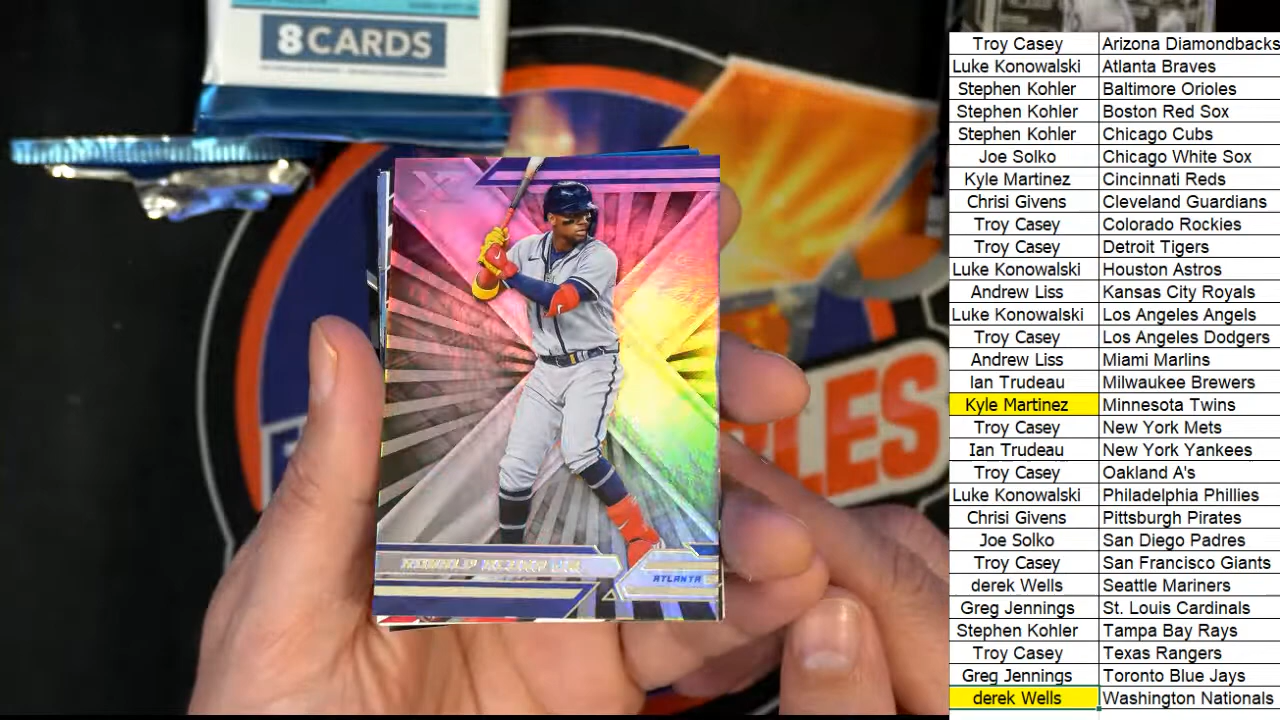 8 CARDS
RONALD ACUÑA JR.
ATLANTA
LES
Troy Casey Arizona Diamondbacks
Luke Konowalski Atlanta Braves
Stephen Kohler Baltimore Orioles
Stephen Kohler Boston Red Sox
Stephen Kohler Chicago Cubs
Joe Solko Chicago White Sox
Kyle Martinez Cincinnati Reds
Chrisi Givens Cleveland Guardians
Troy Casey Colorado Rockies
Troy Casey Detroit Tigers
Luke Konowalski Houston Astros
Andrew Liss Kansas City Royals
Luke Konowalski Los Angeles Angels
Troy Casey Los Angeles Dodgers
Andrew Liss Miami Marlins
Ian Trudeau Milwaukee Brewers
Kyle Martinez Minnesota Twins
Troy Casey New York Mets
Ian Trudeau New York Yankees
Troy Casey Oakland A's
Luke Konowalski Philadelphia Phillies
Chrisi Givens Pittsburgh Pirates
Joe Solko San Diego Padres
Troy Casey San Francisco Giants
derek Wells Seattle Mariners
Greg Jennings St. Louis Cardinals
Stephen Kohler Tampa Bay Rays
Troy Casey Texas Rangers
Greg Jennings Toronto Blue Jays
derek Wells Washington Nationals